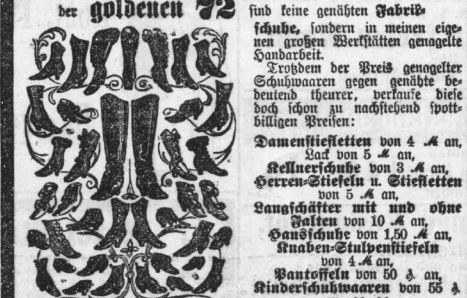 der goldenen 72
sind keine genähten Fabrik-
schuhe, sondern in meinen eige-
nen großen Werkstätten genagelte
Handarbeit.
Trotzdem der Preis genagelter
Schuhwaaren gegen genähte be-
deutend theurer, verkaufe diese
doch schon zu nachstehend spott-
billigen Preisen:
Damenstiefletten von 4 ℳ an,
Lack von 5 ℳ an,
Kellnerschuhe von 3 ℳ an,
Herren-Stiefeln u. Stiefletten
von 5 ℳ an,
Langschäfter mit und ohne
Falten von 10 ℳ an,
Hausschuhe von 1,50 ℳ an,
Knaben-Stulpenstiefeln
von 4 ℳ an,
Pantoffeln von 50 ₰. an,
Kinderschuhwaaren von 55 ₰.